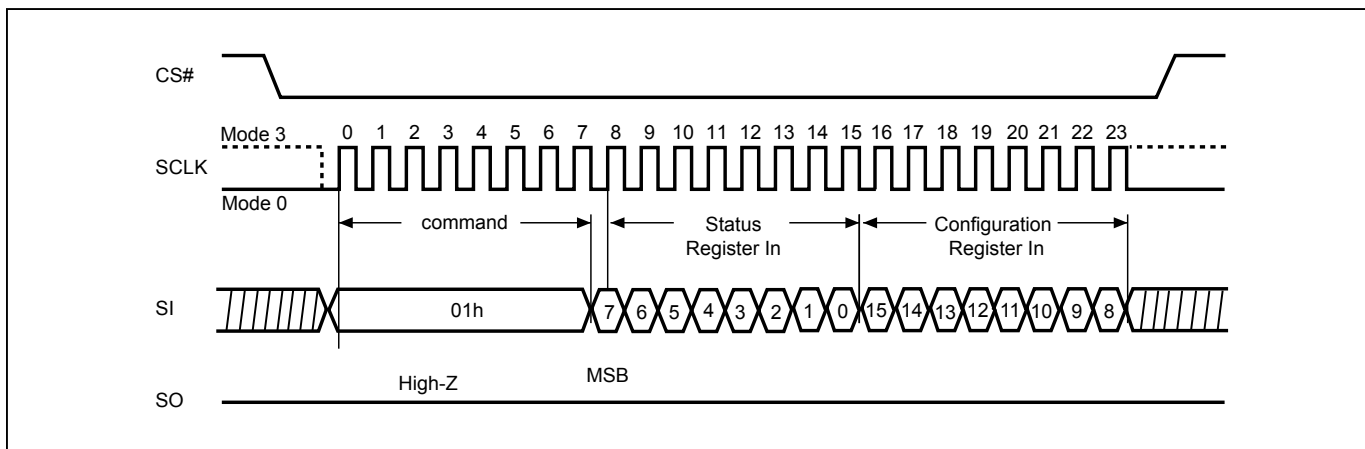 CS#
Mode 3
0 1 2 3 4 5 6 7 8 9 10 11 12 13 14 15 16 17 18 19 20 21 22 23
SCLK
Mode 0
command
Status
Register In
Configuration
Register In
SI
01h
7 6 5 4 3 2 1 0 15 14 13 12 11 10 9 8
High-Z
MSB
SO